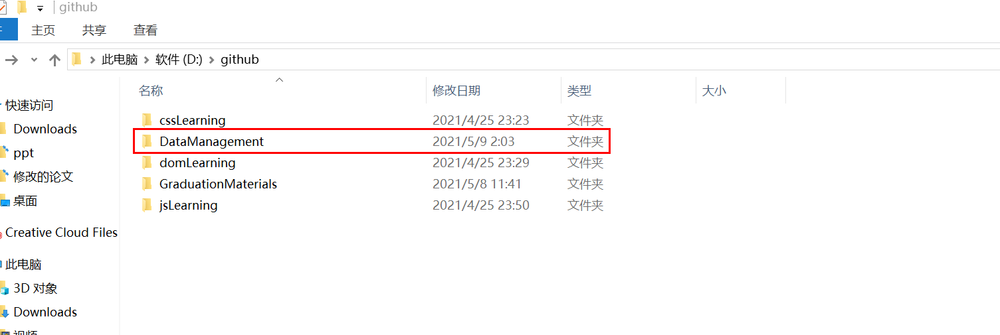 github
主页 共享 查看
此电脑 软件 (D:) github
名称 修改日期 类型 大小
快速访问
Downloads
ppt
修改的论文
桌面
Creative Cloud Files
此电脑
3D 对象
Downloads
视频
cssLearning 2021/4/25 23:23 文件夹
DataManagement 2021/5/9 2:03 文件夹
domLearning 2021/4/25 23:29 文件夹
GraduationMaterials 2021/5/8 11:41 文件夹
jsLearning 2021/4/25 23:50 文件夹